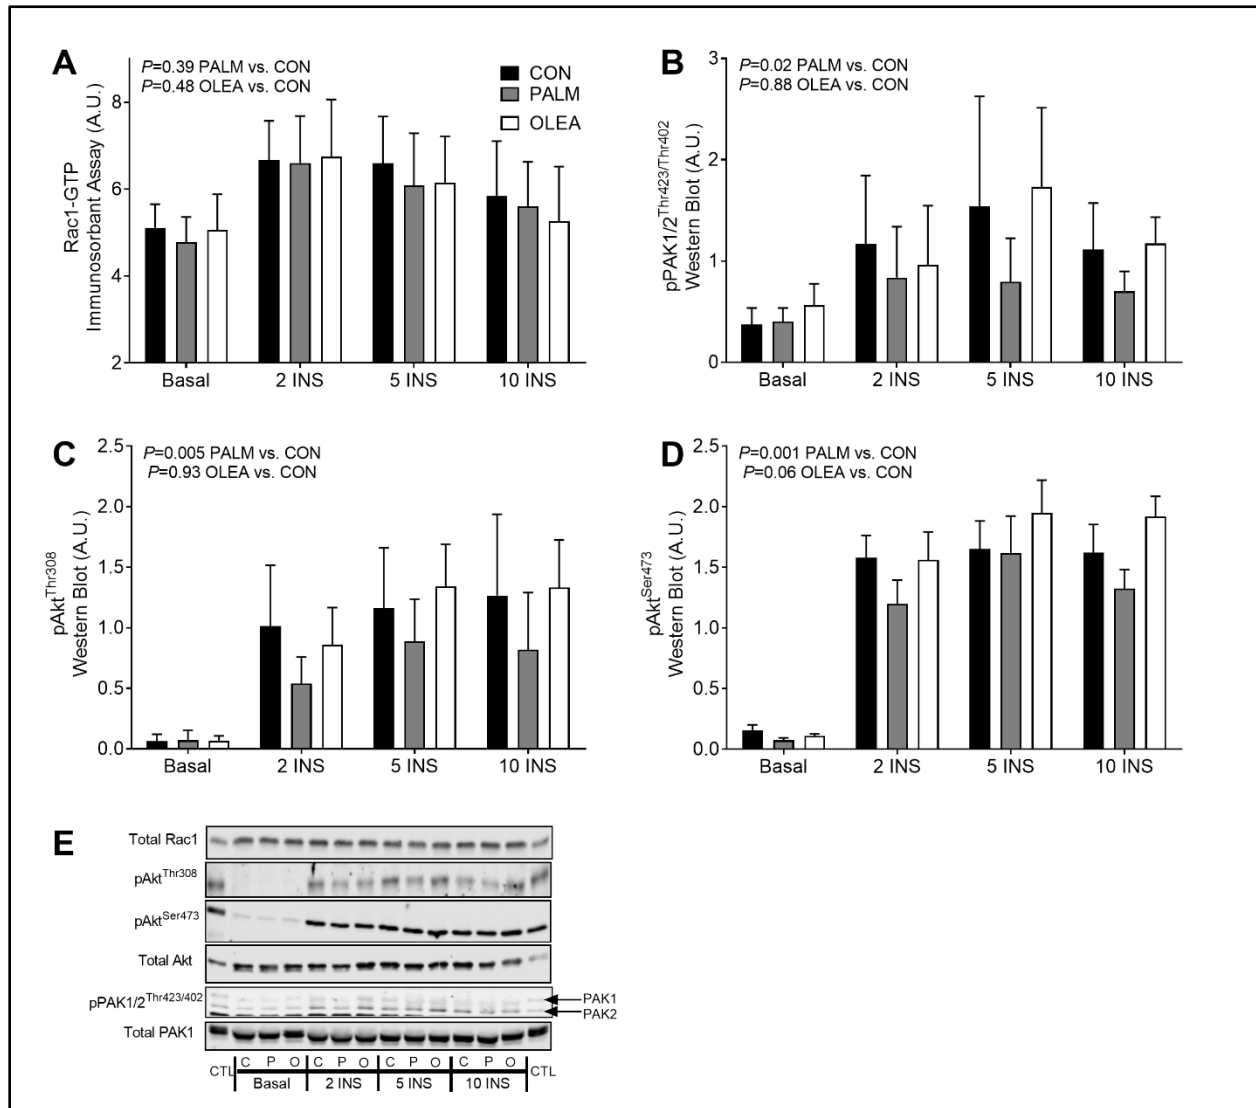 A
P=0.39 PALM vs. CON
P=0.48 OLEA vs. CON
CON
PALM
OLEA
Rac1-GTP
Immunosorbant Assay (A.U.)
8
6
4
2
Basal 2 INS 5 INS 10 INS
B
P=0.02 PALM vs. CON
P=0.88 OLEA vs. CON
pPAK1/2Thr423/Thr402
Western Blot (A.U.)
3
2
1
0
Basal 2 INS 5 INS 10 INS
C
P=0.005 PALM vs. CON
P=0.93 OLEA vs. CON
pAktThr308
Western Blot (A.U.)
2.5
2.0
1.5
1.0
0.5
0.0
Basal 2 INS 5 INS 10 INS
D
P=0.001 PALM vs. CON
P=0.06 OLEA vs. CON
pAktSer473
Western Blot (A.U.)
2.5
2.0
1.5
1.0
0.5
0.0
Basal 2 INS 5 INS 10 INS
E
Total Rac1
pAktThr308
pAktSer473
Total Akt
pPAK1/2Thr423/402
PAK1
PAK2
Total PAK1
CTL C P O C P O C P O C P O CTL
Basal 2 INS 5 INS 10 INS